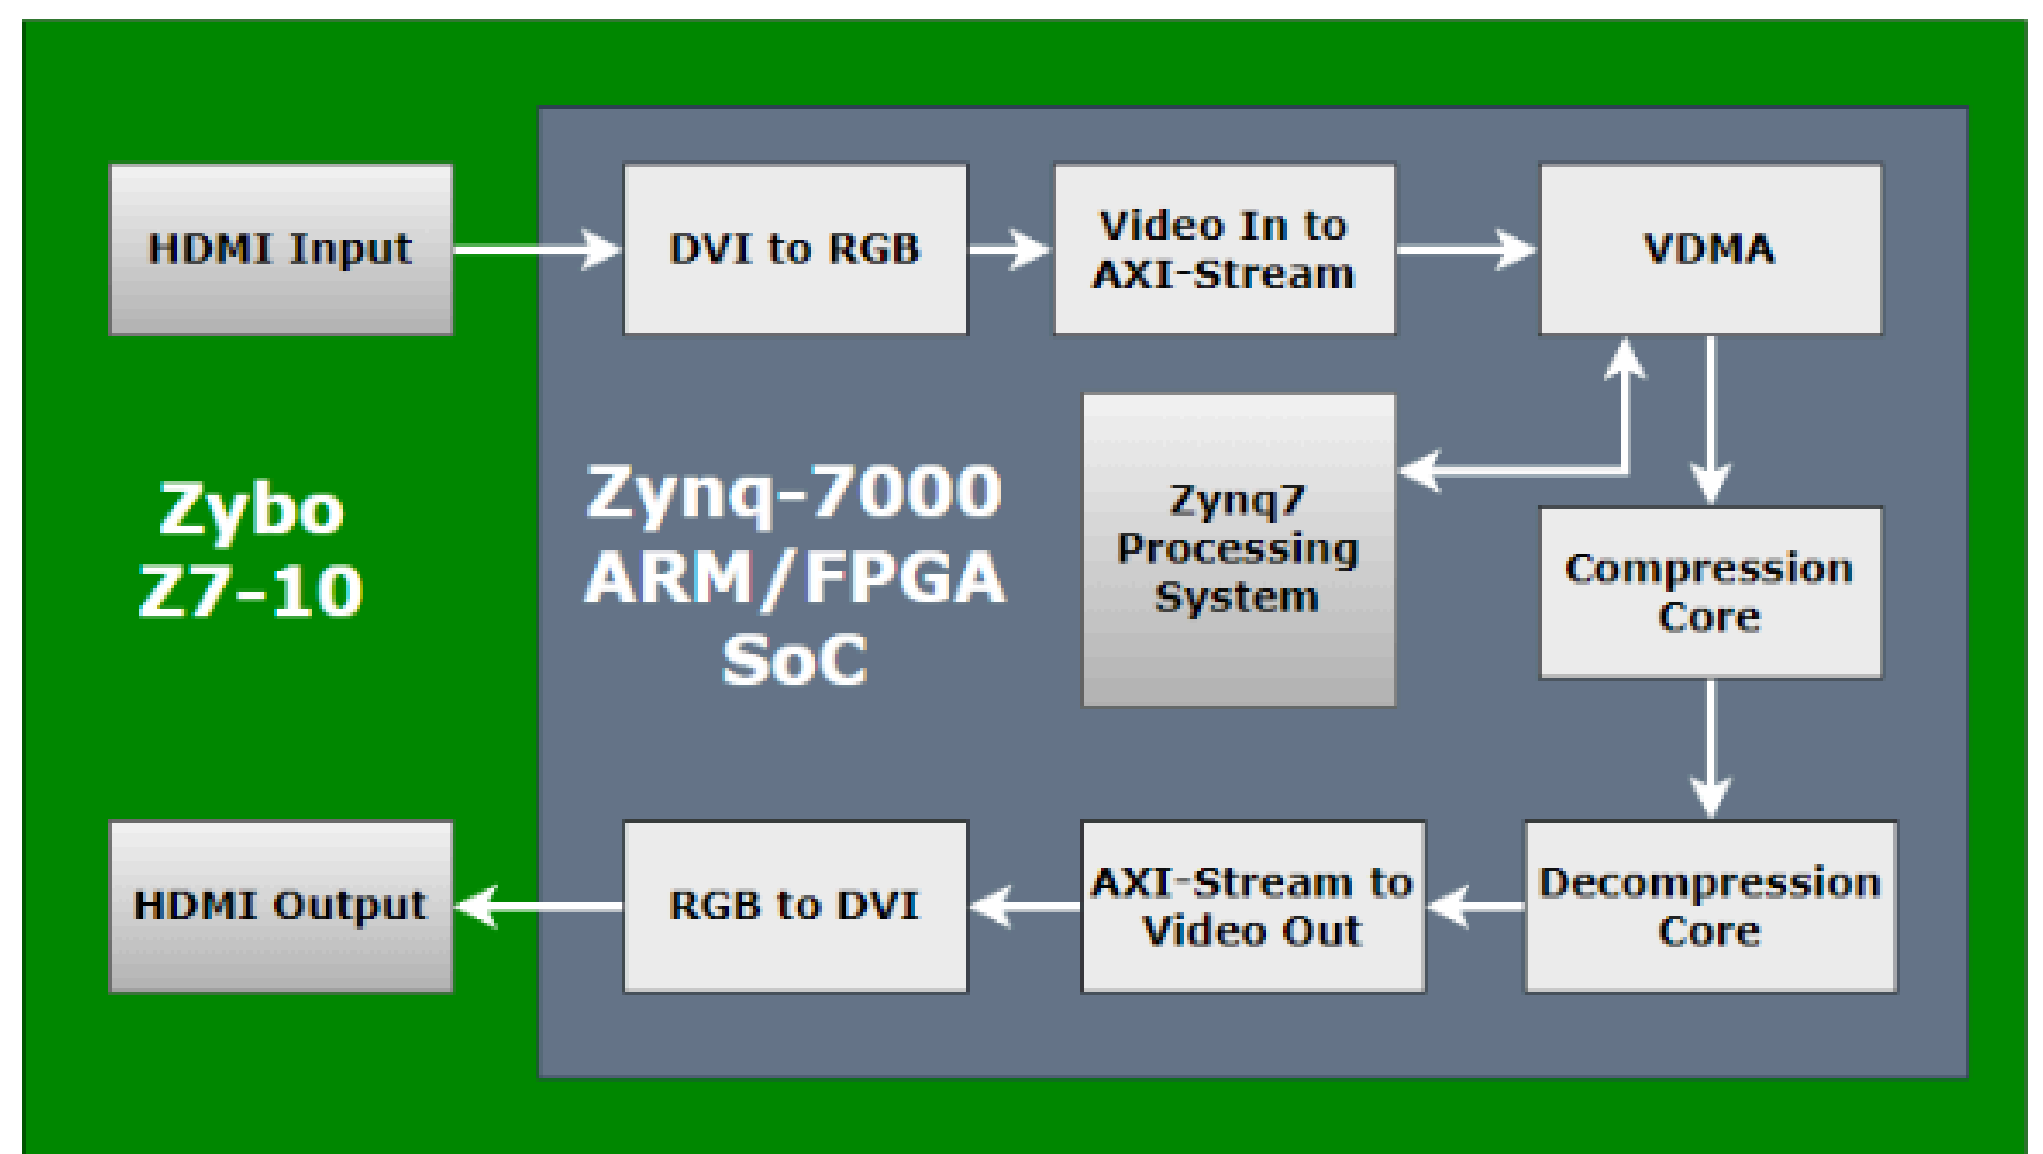 HDMI Input
DVI to RGB
Video In to
AXI-Stream
VDMA
Zybo
Z7-10
Zynq-7000
ARM/FPGA
SoC
Zynq7
Processing
System
Compression
Core
HDMI Output
RGB to DVI
AXI-Stream to
Video Out
Decompression
Core